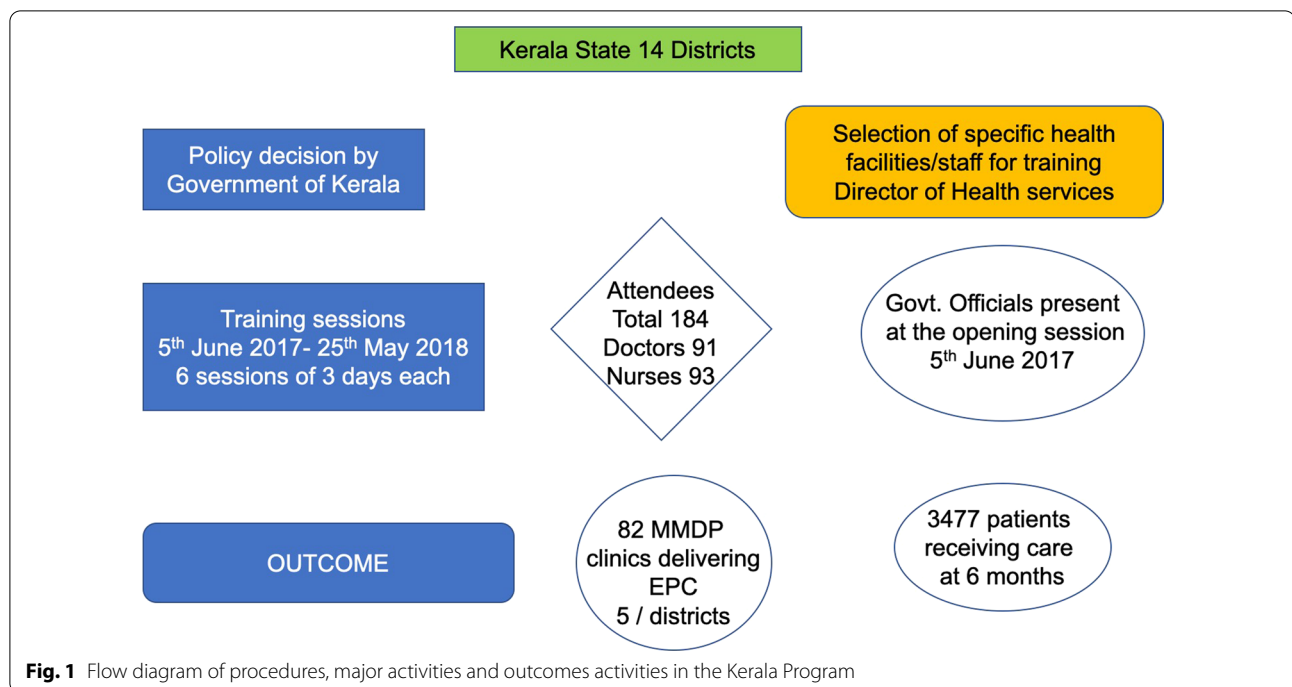 Kerala State 14 Districts
Policy decision by
Government of Kerala
Selection of specific health
facilities/staff for training
Director of Health services
Training sessions
5th June 2017- 25th May 2018
6 sessions of 3 days each
Attendees
Total 184
Doctors 91
Nurses 93
Govt. Officials present
at the opening session
5th June 2017
OUTCOME
82 MMDP
clinics delivering
EPC
5 / districts
3477 patients
receiving care
at 6 months
Fig. 1 Flow diagram of procedures, major activities and outcomes activities in the Kerala Program